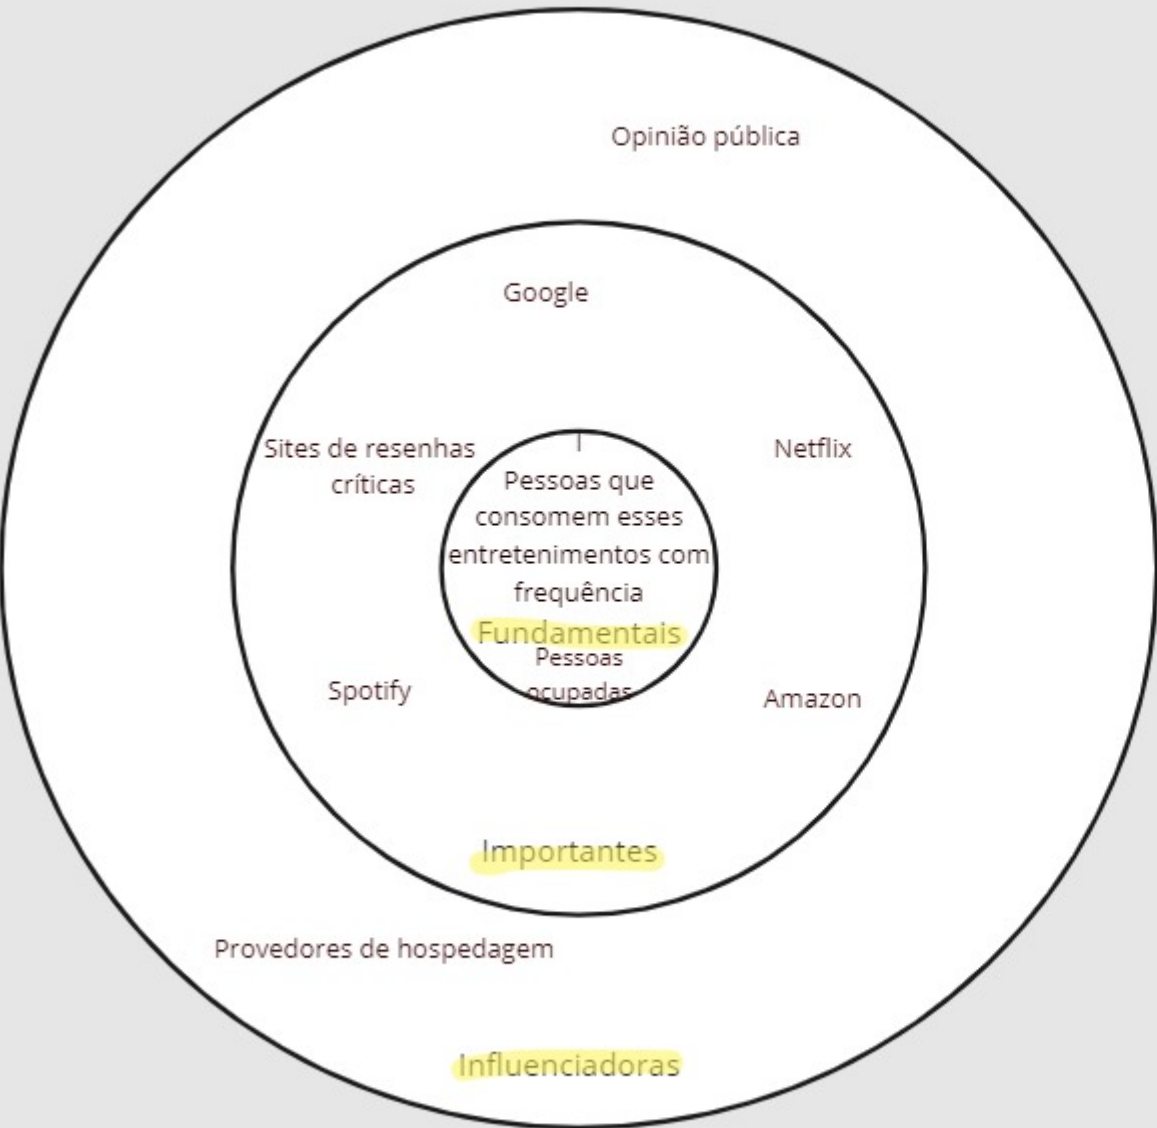 Opinião pública
Google
Sites de resenhas
críticas
Netflix
Pessoas que
consomem esses
entretenimentos com
frequência
Fundamentais
Pessoas
ocupadas
Spotify
Amazon
Importantes
Provedores de hospedagem
Influenciadoras